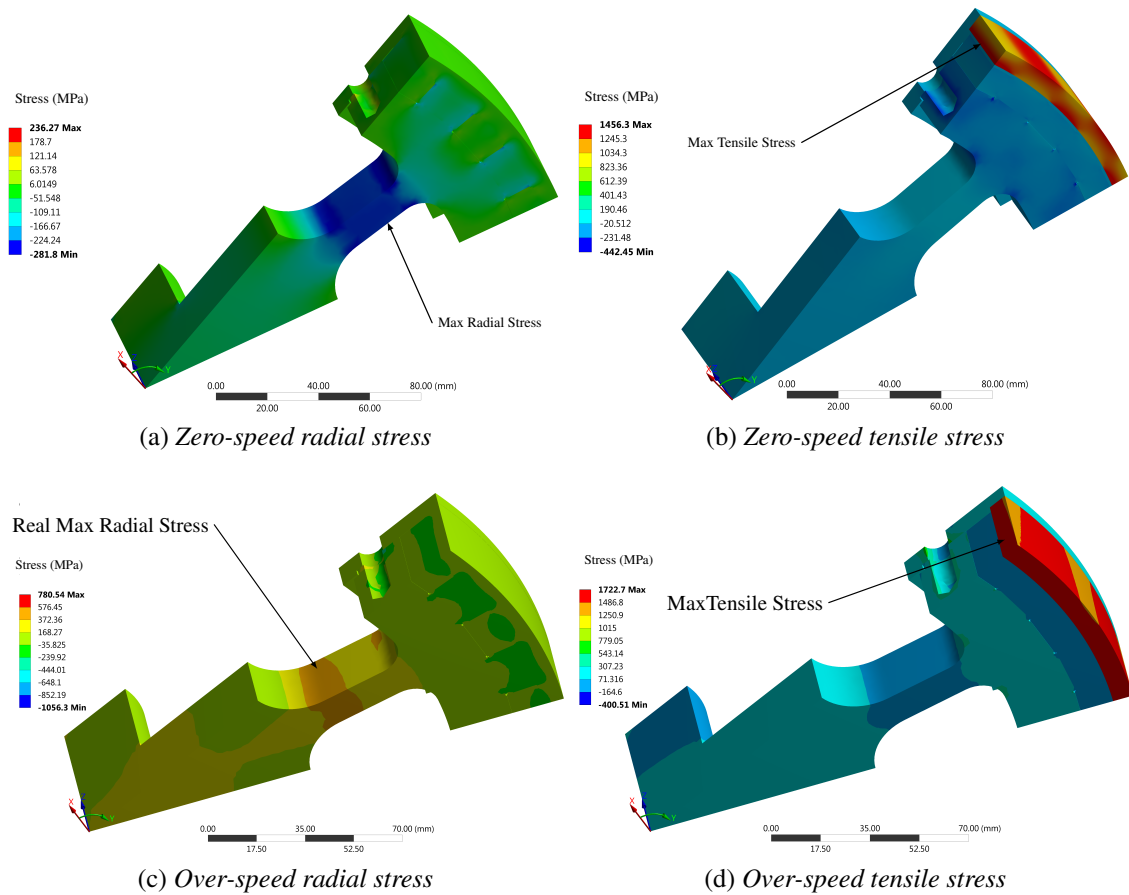 Stress (MPa)
236.27 Max
178.7
121.14
63.578
6.0149
-51.548
-109.11
-166.67
-224.24
-281.8 Min
Max Radial Stress
X
Z
Y
0.00
40.00
80.00 (mm)
20.00
60.00
(a) Zero-speed radial stress
Stress (MPa)
1456.3 Max
1245.3
1034.3
823.36
612.39
401.43
190.46
-20.512
-231.48
-442.45 Min
Max Tensile Stress
X
Z
Y
0.00
40.00
80.00 (mm)
20.00
60.00
(b) Zero-speed tensile stress
Real Max Radial Stress
Stress (MPa)
780.54 Max
576.45
372.36
168.27
-35.825
-239.92
-444.01
-648.1
-852.19
-1056.3 Min
X
Z
Y
0.00
35.00
70.00 (mm)
17.50
52.50
(c) Over-speed radial stress
Stress (MPa)
1722.7 Max
1486.8
1250.9
1015
779.05
543.14
307.23
71.316
-164.6
-400.51 Min
MaxTensile Stress
X
Z
Y
0.00
35.00
70.00 (mm)
17.50
52.50
(d) Over-speed tensile stress